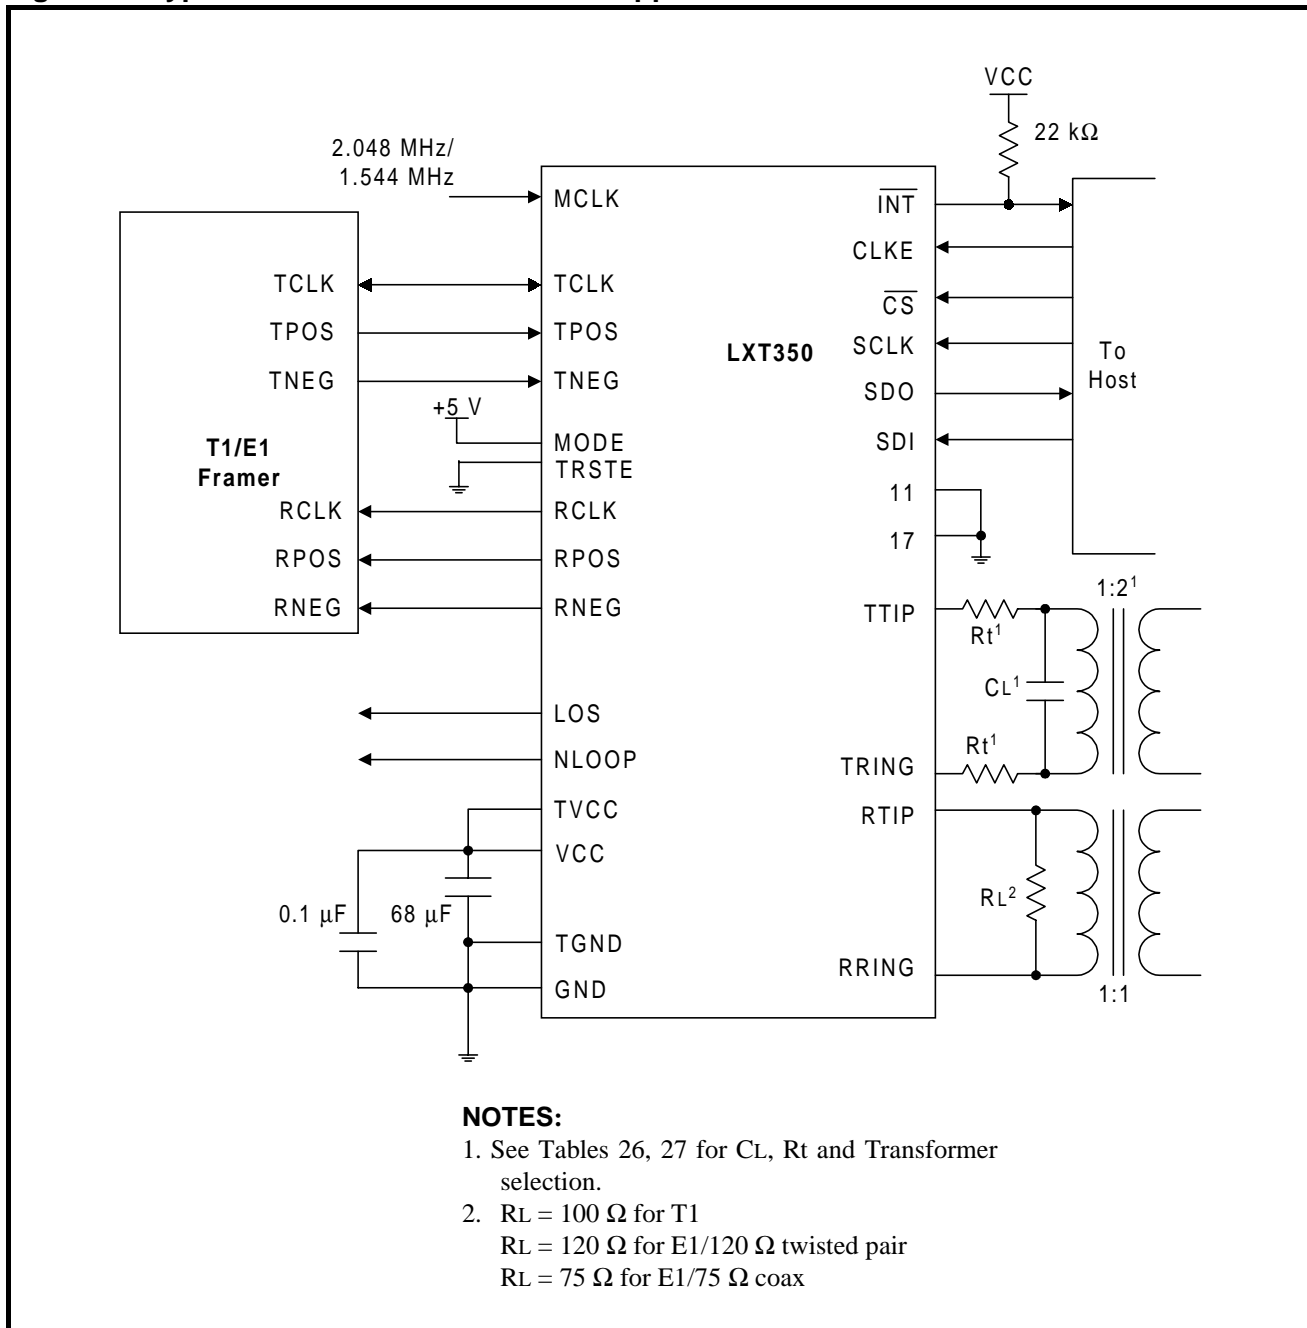 VCC
22 kΩ
2.048 MHz/
1.544 MHz
MCLK
INT
CLKE
TCLK
TCLK
CS
TPOS
TPOS
LXT350
SCLK
To
Host
TNEG
TNEG
SDO
+5 V
MODE
SDI
T1/E1
Framer
TRSTE
11
RCLK
RCLK
17
RPOS
RPOS
1:2¹
RNEG
RNEG
TTIP
Rt¹
CL¹
LOS
Rt¹
NLOOP
TRING
TVCC
RTIP
VCC
0.1 µF
68 µF
RL²
TGND
RRING
GND
1:1
NOTES:
1. See Tables 26, 27 for CL, Rt and Transformer
selection.
2. RL = 100 Ω for T1
RL = 120 Ω for E1/120 Ω twisted pair
RL = 75 Ω for E1/75 Ω coax